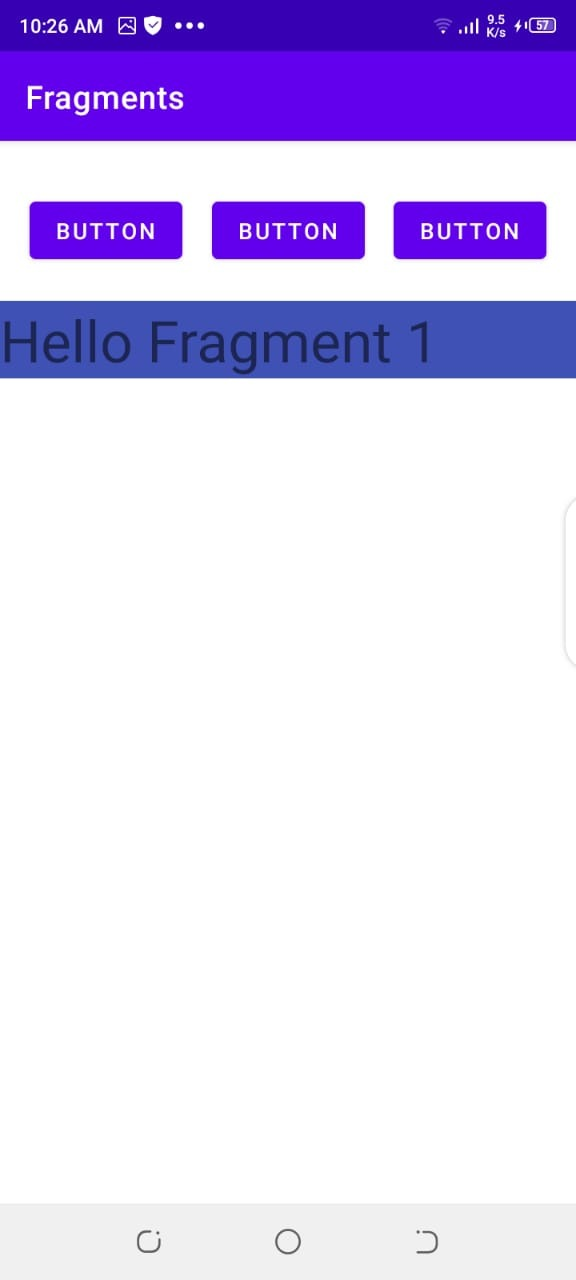 10:26 AM 9.5 K/s 57
Fragments
BUTTON BUTTON BUTTON
Hello Fragment 1